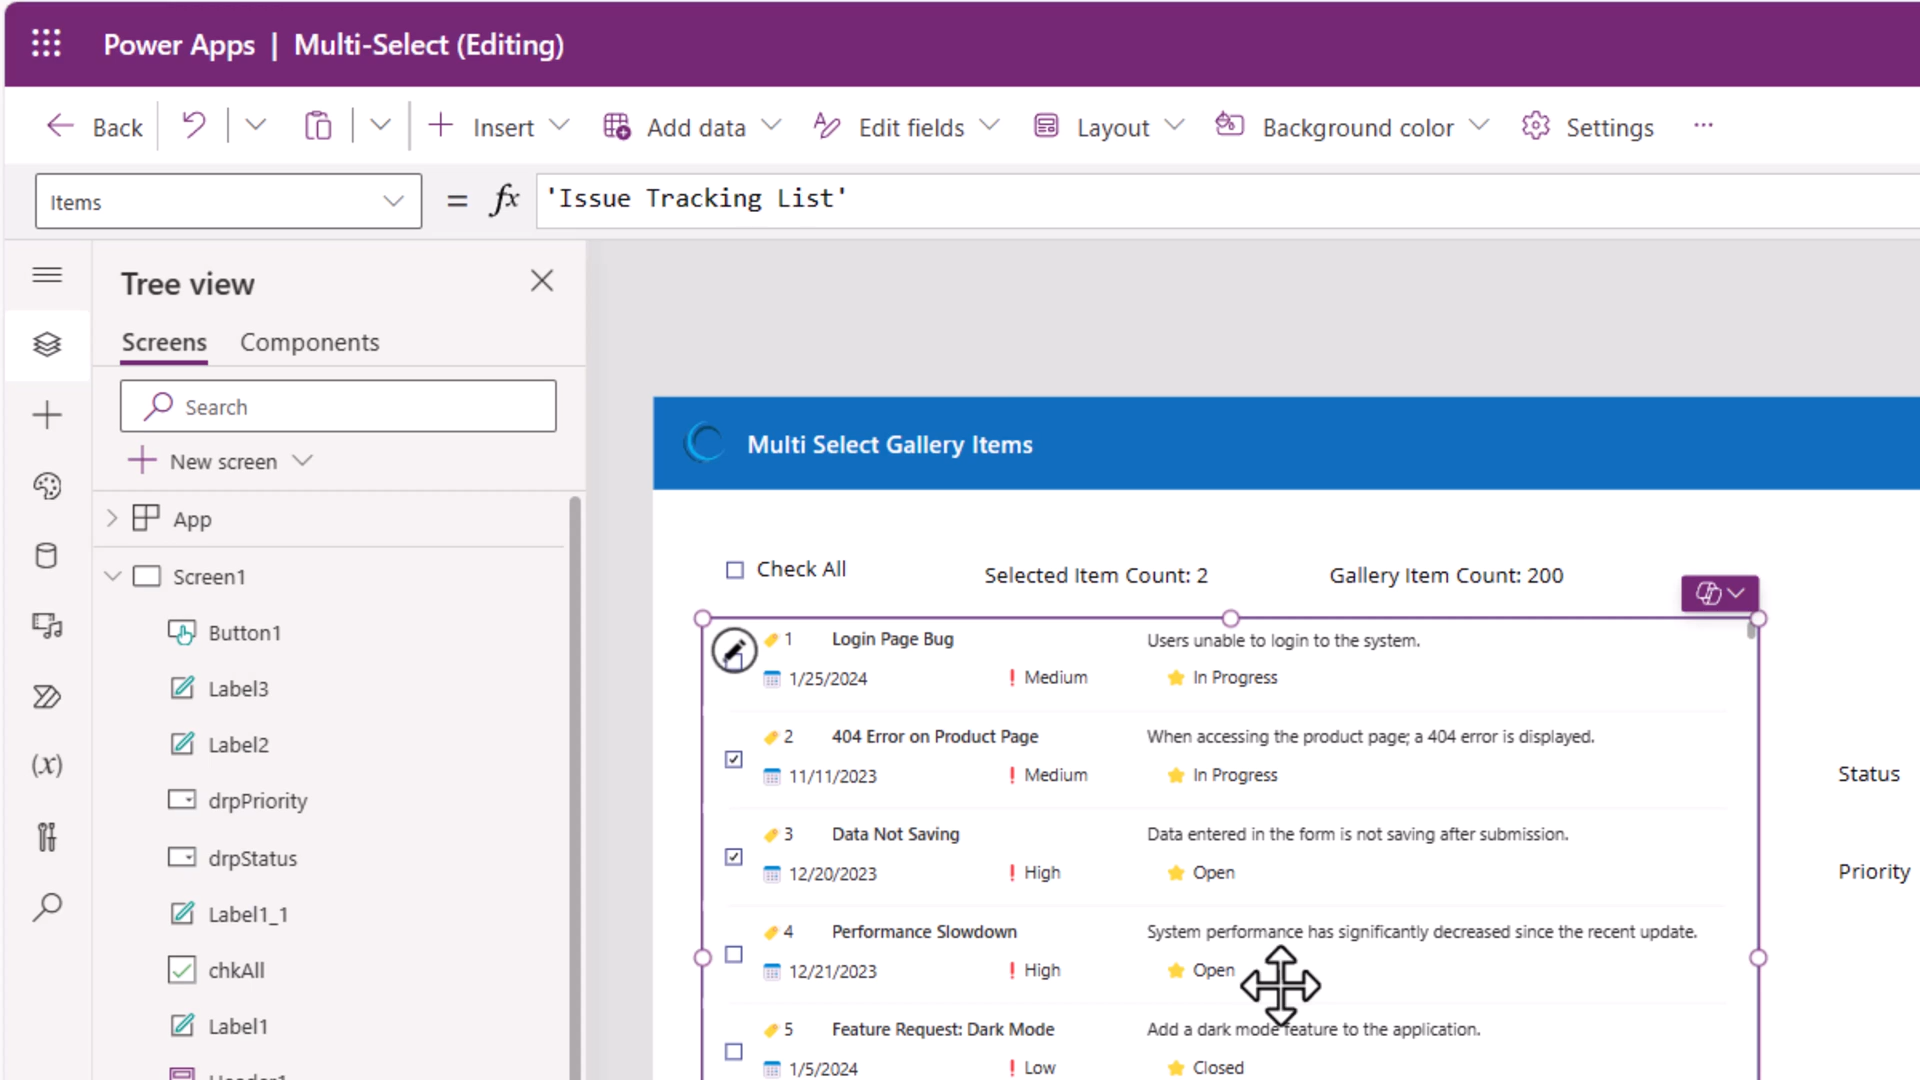 Power Apps | Multi-Select (Editing)
Back Insert Add data Edit fields Layout Background color Settings ...
Items = fx 'Issue Tracking List'
Tree view
Screens Components
Search
New screen
App
Screen1
Button1
Label3
Label2
drpPriority
drpStatus
Label1_1
chkAll
Label1
Multi Select Gallery Items
Check All Selected Item Count: 2 Gallery Item Count: 200
1 Login Page Bug Users unable to login to the system.
1/25/2024 Medium In Progress
2 404 Error on Product Page When accessing the product page; a 404 error is displayed.
11/11/2023 Medium In Progress
3 Data Not Saving Data entered in the form is not saving after submission.
12/20/2023 High Open
4 Performance Slowdown System performance has significantly decreased since the recent update.
12/21/2023 High Open
5 Feature Request: Dark Mode Add a dark mode feature to the application.
1/5/2024 Low Closed
Status
Priority
(x)